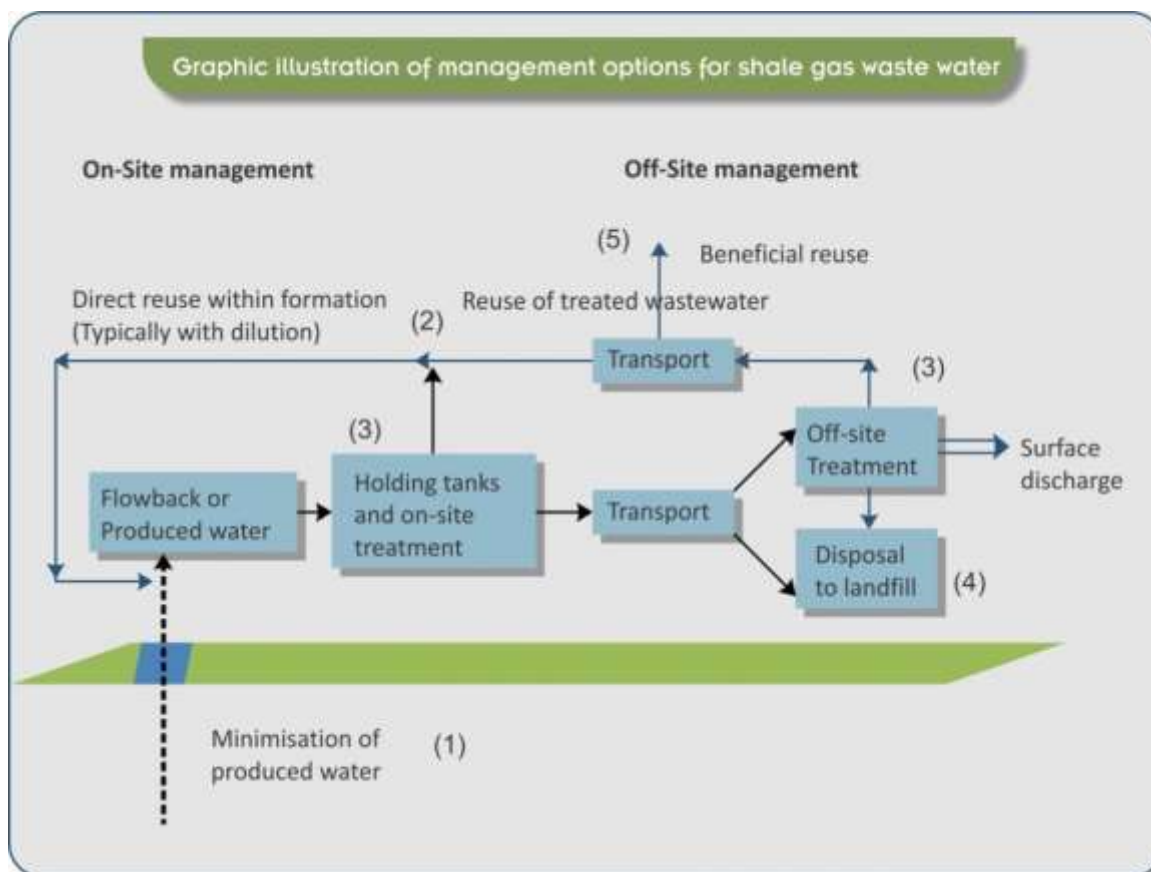 Graphic illustration of management options for shale gas waste water
On-Site management
Off-Site management
(5)
Beneficial reuse
Direct reuse within formation
(Typically with dilution)
(2)
Reuse of treated wastewater
Transport
(3)
(3)
Off-site
Treatment
Surface
discharge
Flowback or
Produced water
Holding tanks
and on-site
treatment
Transport
Disposal
to landfill
(4)
Minimisation of
produced water
(1)